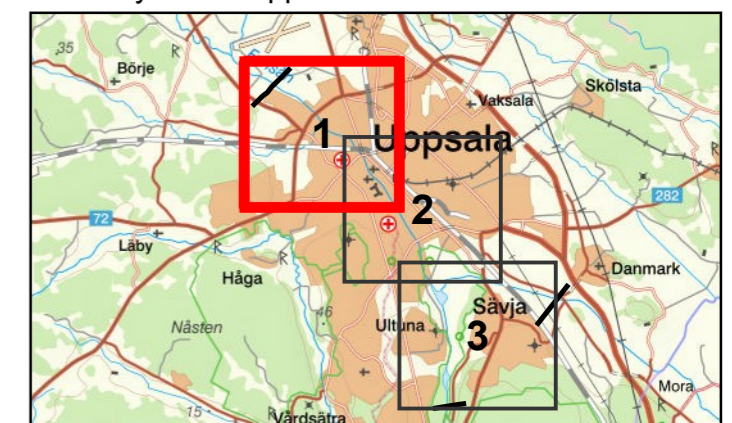 35
Börje
Skölsta
Vaksala
1
Uppsala
282
2
72
Läby
Håga
Danmark
Sävja
46
Nåsten
Ultuna
3
Mora
15
Vårdsätra